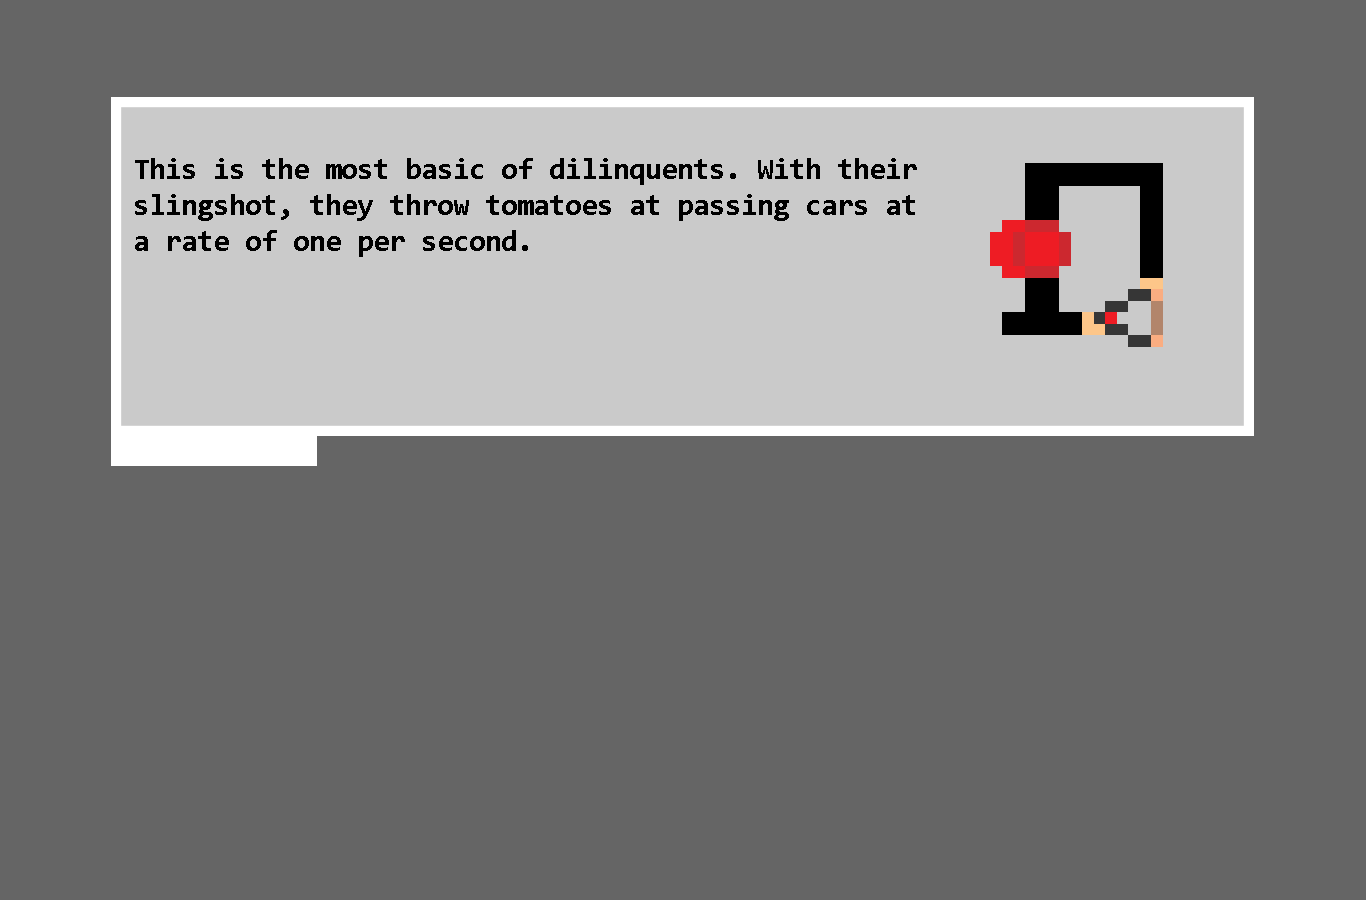 This is the most basic of dilinquents. With their
slingshot, they throw tomatoes at passing cars at
a rate of one per second.